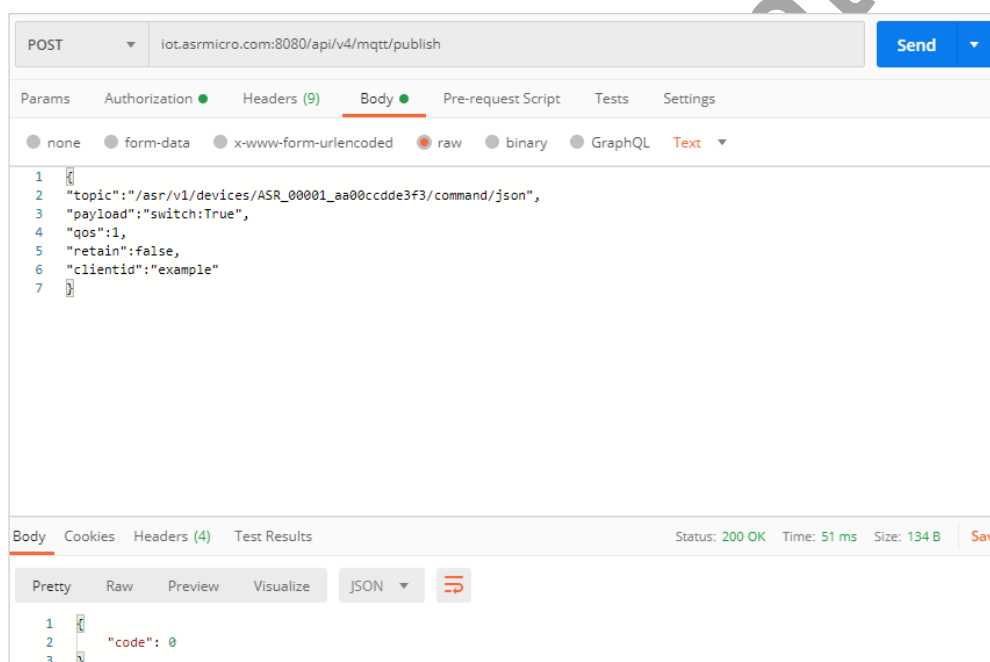 POST iot.asrmicro.com:8080/api/v4/mqtt/publish Send
Params Authorization Headers (9) Body Pre-request Script Tests Settings
none form-data x-www-form-urlencoded raw binary GraphQL Text
1 {
2 "topic":"/asr/v1/devices/ASR_00001_aa00ccdde3f3/command/json",
3 "payload":"switch:True",
4 "qos":1,
5 "retain":false,
6 "clientid":"example"
7 }
Body Cookies Headers (4) Test Results Status: 200 OK Time: 51 ms Size: 134 B Sav
Pretty Raw Preview Visualize JSON
1 {
2 "code": 0
3 }